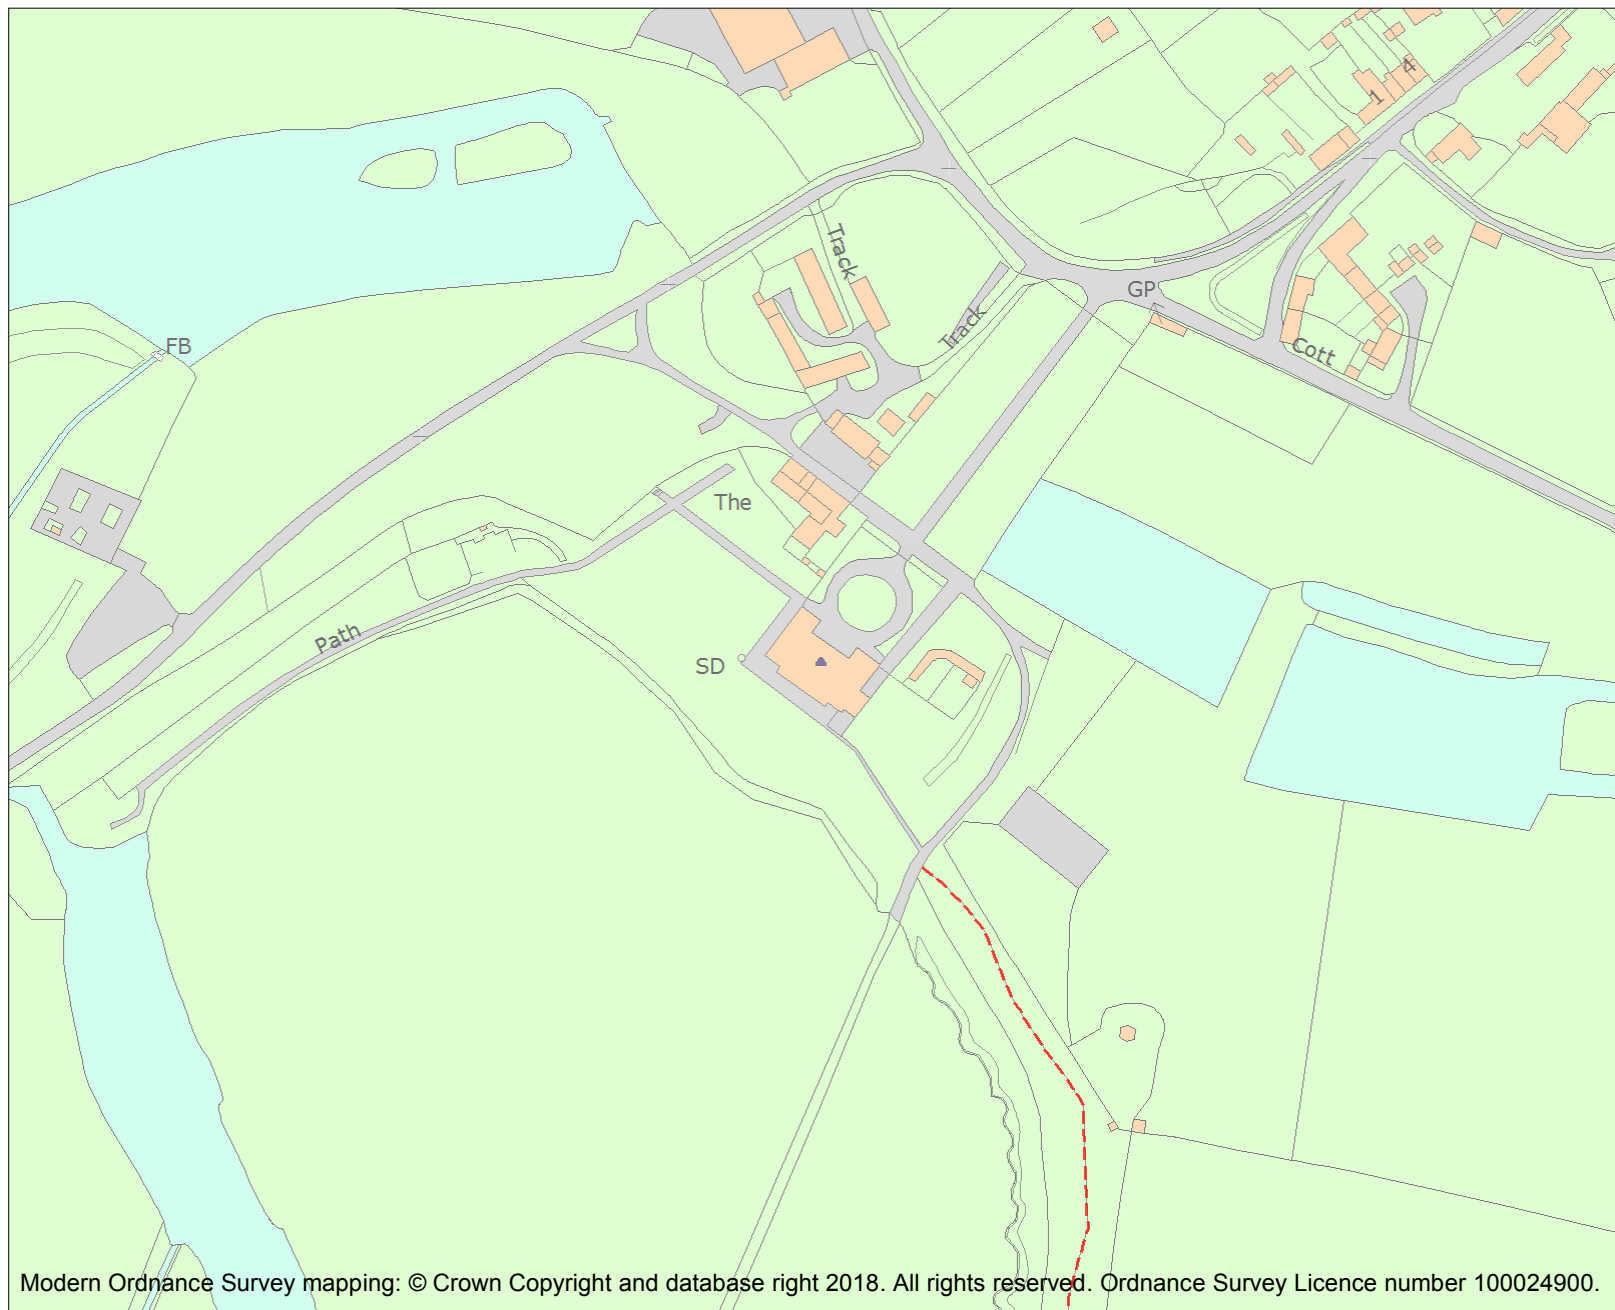 4
1
Track
GP
Track
FB
Cott
The
Path
SD
Modern Ordnance Survey mapping: © Crown Copyright and database right 2018. All rights reserved. Ordnance Survey Licence number 100024900.